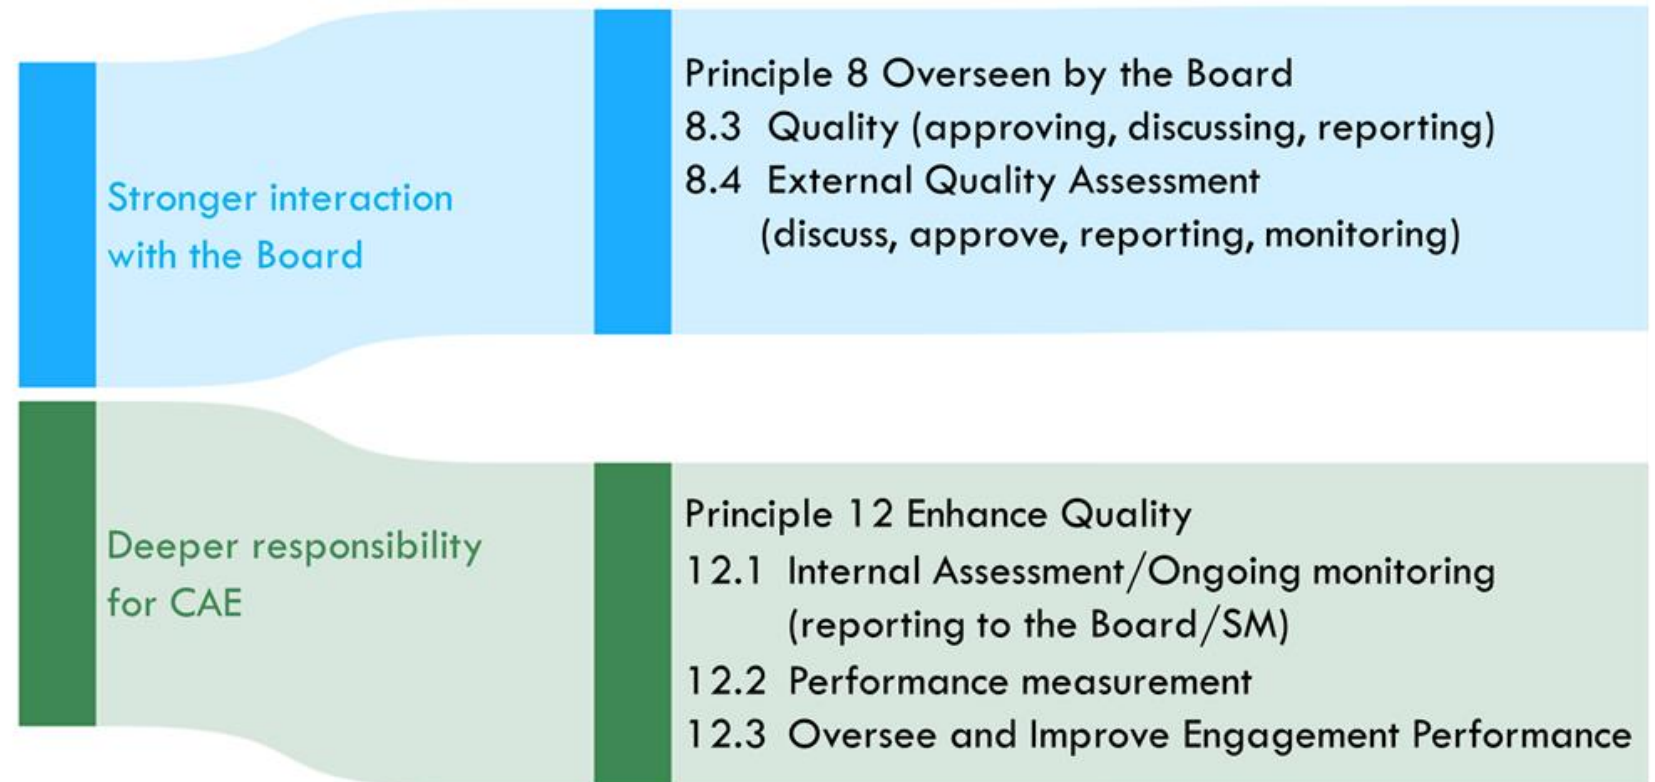 Stronger interaction
with the Board
Principle 8 Overseen by the Board
8.3 Quality (approving, discussing, reporting)
8.4 External Quality Assessment
(discuss, approve, reporting, monitoring)
Deeper responsibility
for CAE
Principle 12 Enhance Quality
12.1 Internal Assessment/Ongoing monitoring
(reporting to the Board/SM)
12.2 Performance measurement
12.3 Oversee and Improve Engagement Performance